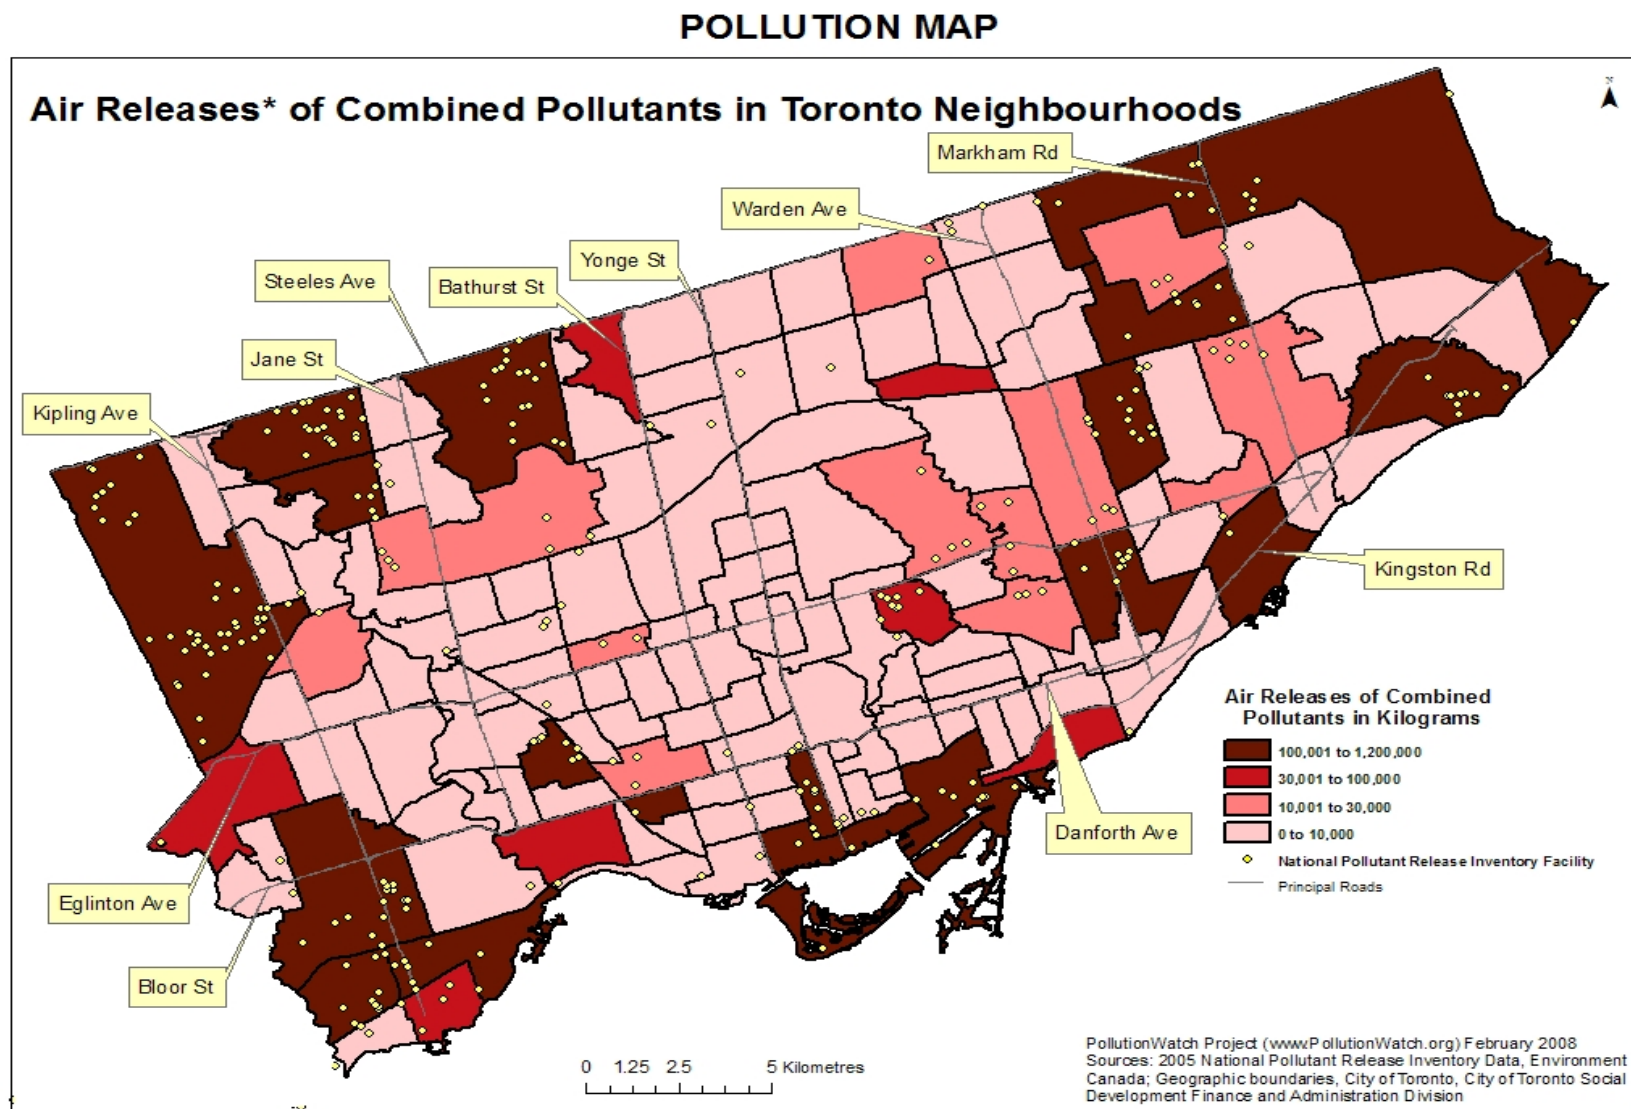 POLLUTION MAP
Air Releases* of Combined Pollutants in Toronto Neighbourhoods
N
Markham Rd
Warden Ave
Yonge St
Steeles Ave
Bathurst St
Jane St
Kipling Ave
Kingston Rd
Air Releases of Combined
Pollutants in Kilograms
100,001 to 1,200,000
30,001 to 100,000
10,001 to 30,000
0 to 10,000
National Pollutant Release Inventory Facility
Principal Roads
Danforth Ave
Eglinton Ave
Bloor St
0 1.25 2.5 5 Kilometres
PollutionWatch Project (www.PollutionWatch.org) February 2008
Sources: 2005 National Pollutant Release Inventory Data, Environment
Canada; Geographic boundaries, City of Toronto, City of Toronto Social
Development Finance and Administration Division